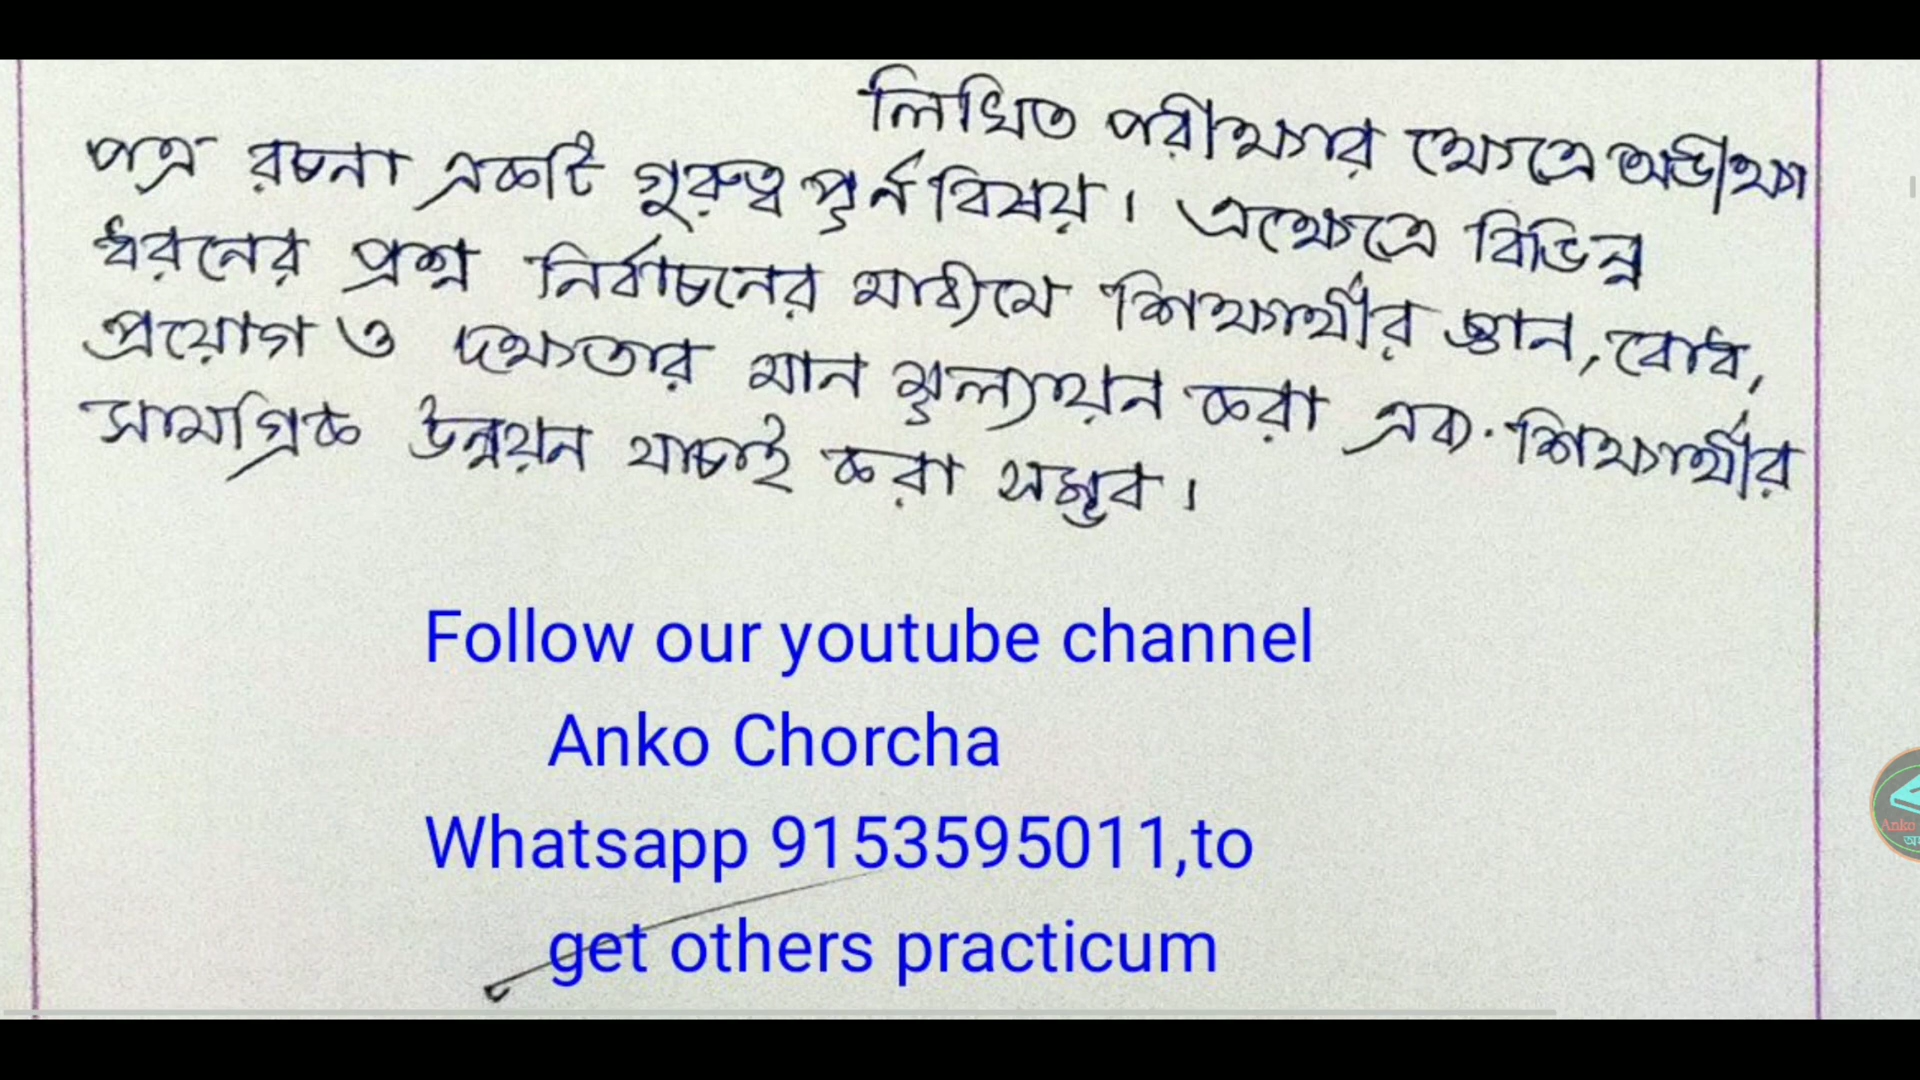 লিখিত পরীক্ষার ক্ষেত্রে অভীক্ষা
পত্র রচনা একটি গুরুত্ব পূর্ন বিষয়। এক্ষেত্রে বিভিন্ন
ধরনের প্রশ্ন নির্বাচনের মাধ্যমে শিক্ষার্থীর জ্ঞান, বোধ,
প্রয়োগ ও দক্ষতার মান মূল্যায়ন করা এবং শিক্ষার্থীর
সামগ্রিক উন্নয়ন যাচাই করা সম্ভব।
Follow our youtube channel
Anko Chorcha
Whatsapp 9153595011,to
get others practicum
Anko